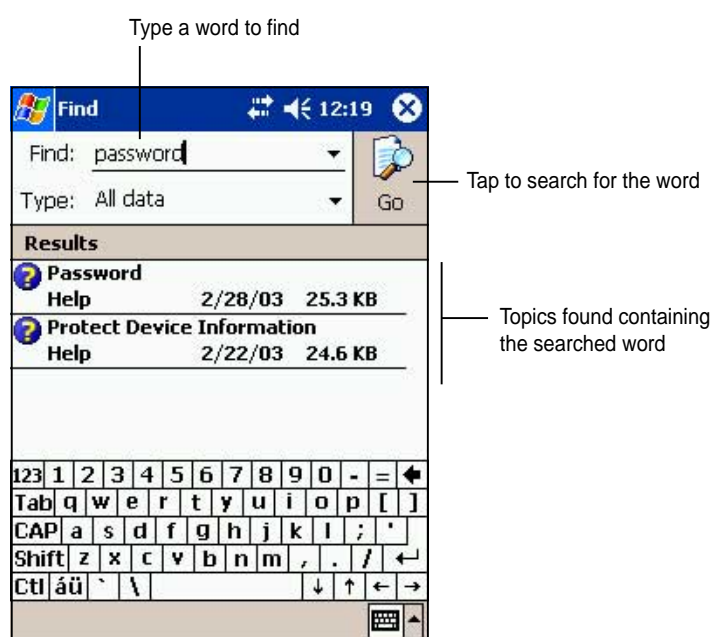 Type a word to find
Find 12:19
Find: password
Type: All data
Go
Tap to search for the word
Results
Password
Help 2/28/03 25.3 KB
Protect Device Information
Help 2/22/03 24.6 KB
Topics found containing
the searched word
123 1 2 3 4 5 6 7 8 9 0 - = 🡄
Tab q w e r t y u i o p [ ]
CAP a s d f g h j k l ; '
Shift z x c v b n m , . / ↵
Ctl áü ` \ ↓ ↑ ← →